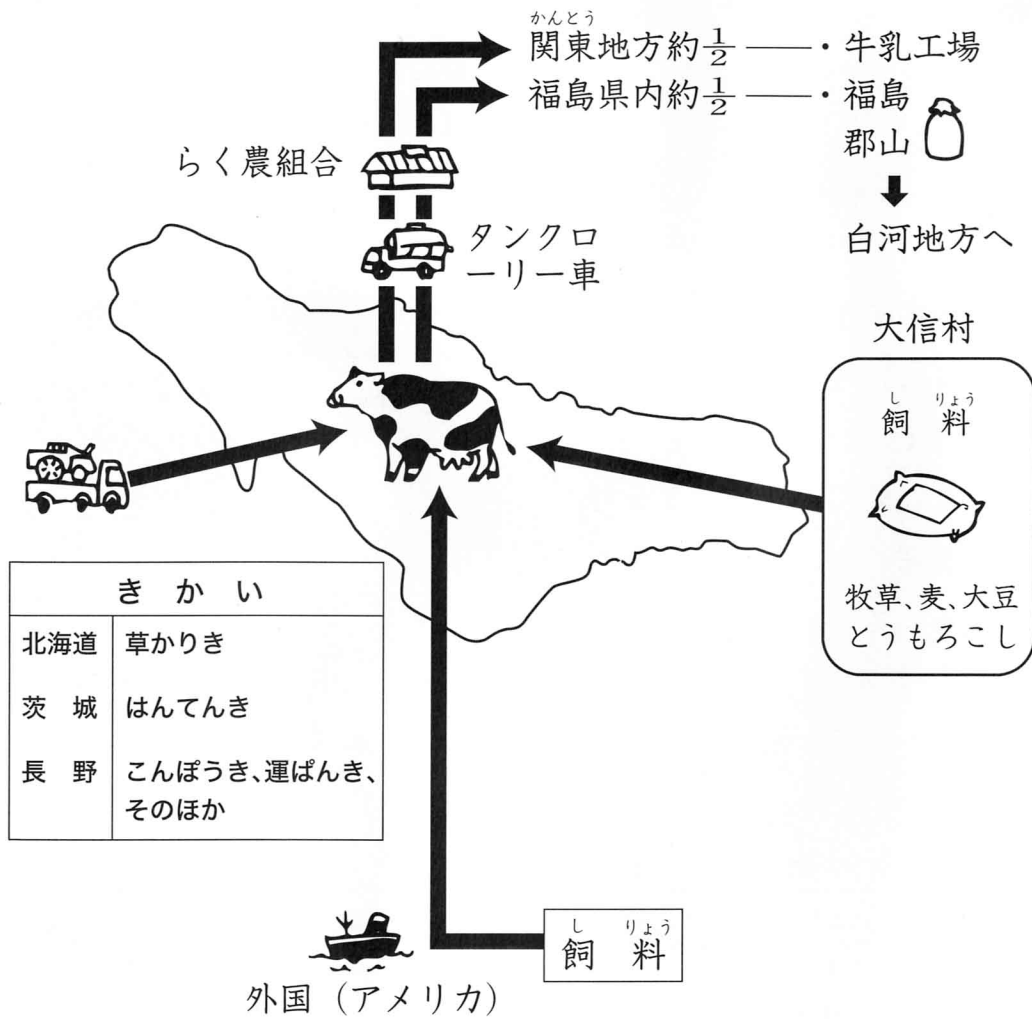 かんとう
関東地方約1/2 ――・牛乳工場
福島県内約1/2 ――・福島
郡山
白河地方へ
らく農組合
タンクロ
ーリー車
大信村
し りょう
飼 料
牧草、麦、大豆
とうもろこし
き か い
北海道 草かりき
茨 城 はんてんき
長 野 こんぽうき、運ぱんき、
そのほか
し りょう
飼 料
外国(アメリカ)